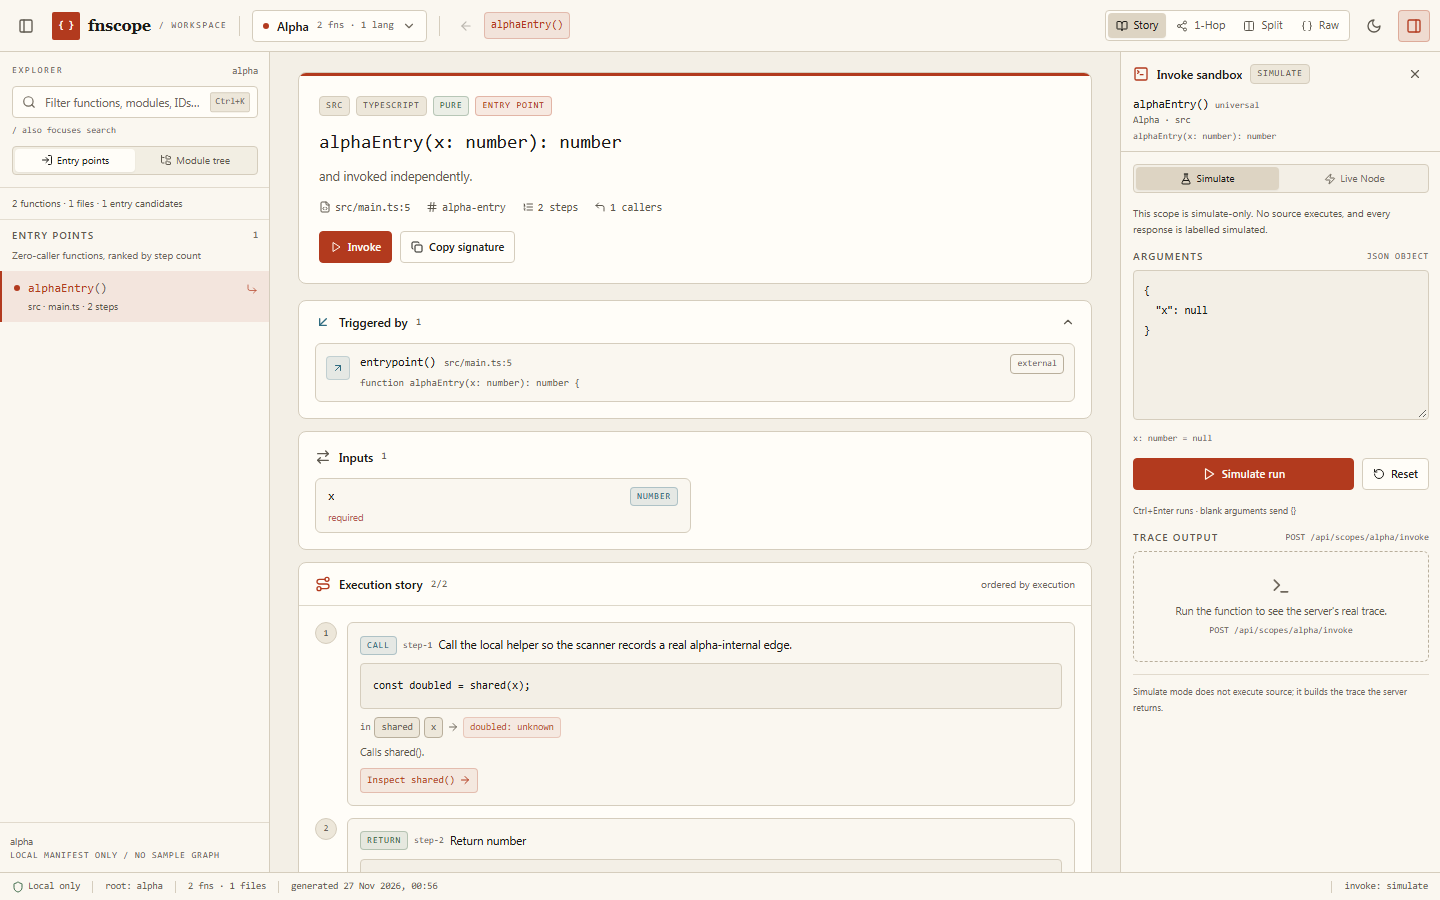 { } fnscope / WORKSPACE
Alpha 2 fns · 1 lang
alphaEntry()
Story
1-Hop
Split
{} Raw
EXPLORER alpha
Filter functions, modules, IDs... Ctrl+K
/ also focuses search
Entry points
Module tree
2 functions · 1 files · 1 entry candidates
ENTRY POINTS 1
Zero-caller functions, ranked by step count
alphaEntry()
src · main.ts · 2 steps
alpha
LOCAL MANIFEST ONLY / NO SAMPLE GRAPH
SRC TYPESCRIPT PURE ENTRY POINT
alphaEntry(x: number): number
and invoked independently.
src/main.ts:5 # alpha-entry 2 steps 1 callers
Invoke
Copy signature
Triggered by 1
entrypoint() src/main.ts:5 external
function alphaEntry(x: number): number {
Inputs 1
x NUMBER
required
Execution story 2/2 ordered by execution
1
CALL step-1 Call the local helper so the scanner records a real alpha-internal edge.
const doubled = shared(x);
in shared x → doubled: unknown
Calls shared().
Inspect shared() →
2
RETURN step-2 Return number
Invoke sandbox SIMULATE
alphaEntry() universal
Alpha · src
alphaEntry(x: number): number
Simulate
Live Node
This scope is simulate-only. No source executes, and every
response is labelled simulated.
ARGUMENTS JSON OBJECT
{
"x": null
}
x: number = null
Simulate run
Reset
Ctrl+Enter runs · blank arguments send {}
TRACE OUTPUT POST /api/scopes/alpha/invoke
Run the function to see the server's real trace.
POST /api/scopes/alpha/invoke
Simulate mode does not execute source; it builds the trace the server
returns.
Local only root: alpha 2 fns · 1 files generated 27 Nov 2026, 00:56 invoke: simulate